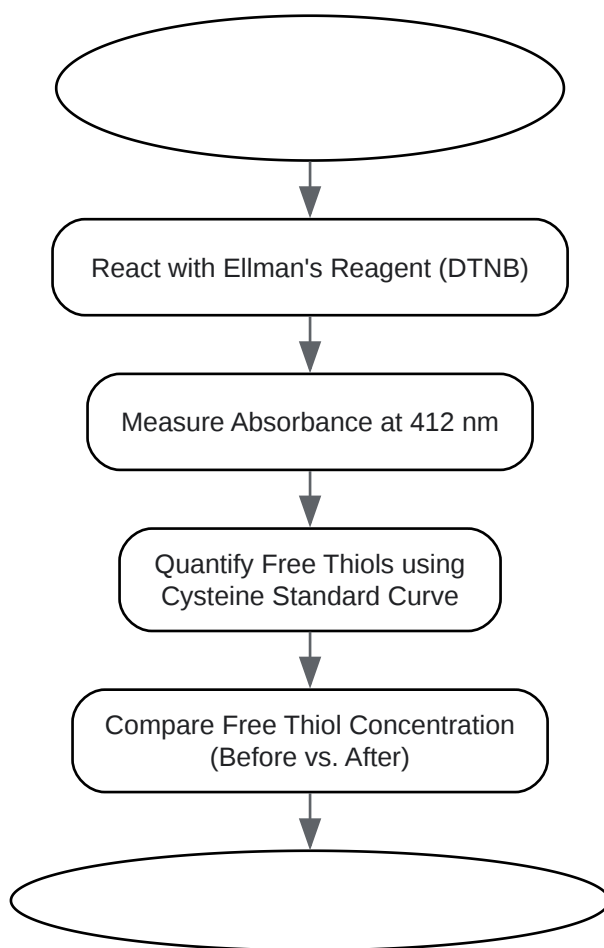 React with Ellman's Reagent (DTNB)
Measure Absorbance at 412 nm
Quantify Free Thiols using
Cysteine Standard Curve
Compare Free Thiol Concentration
(Before vs. After)